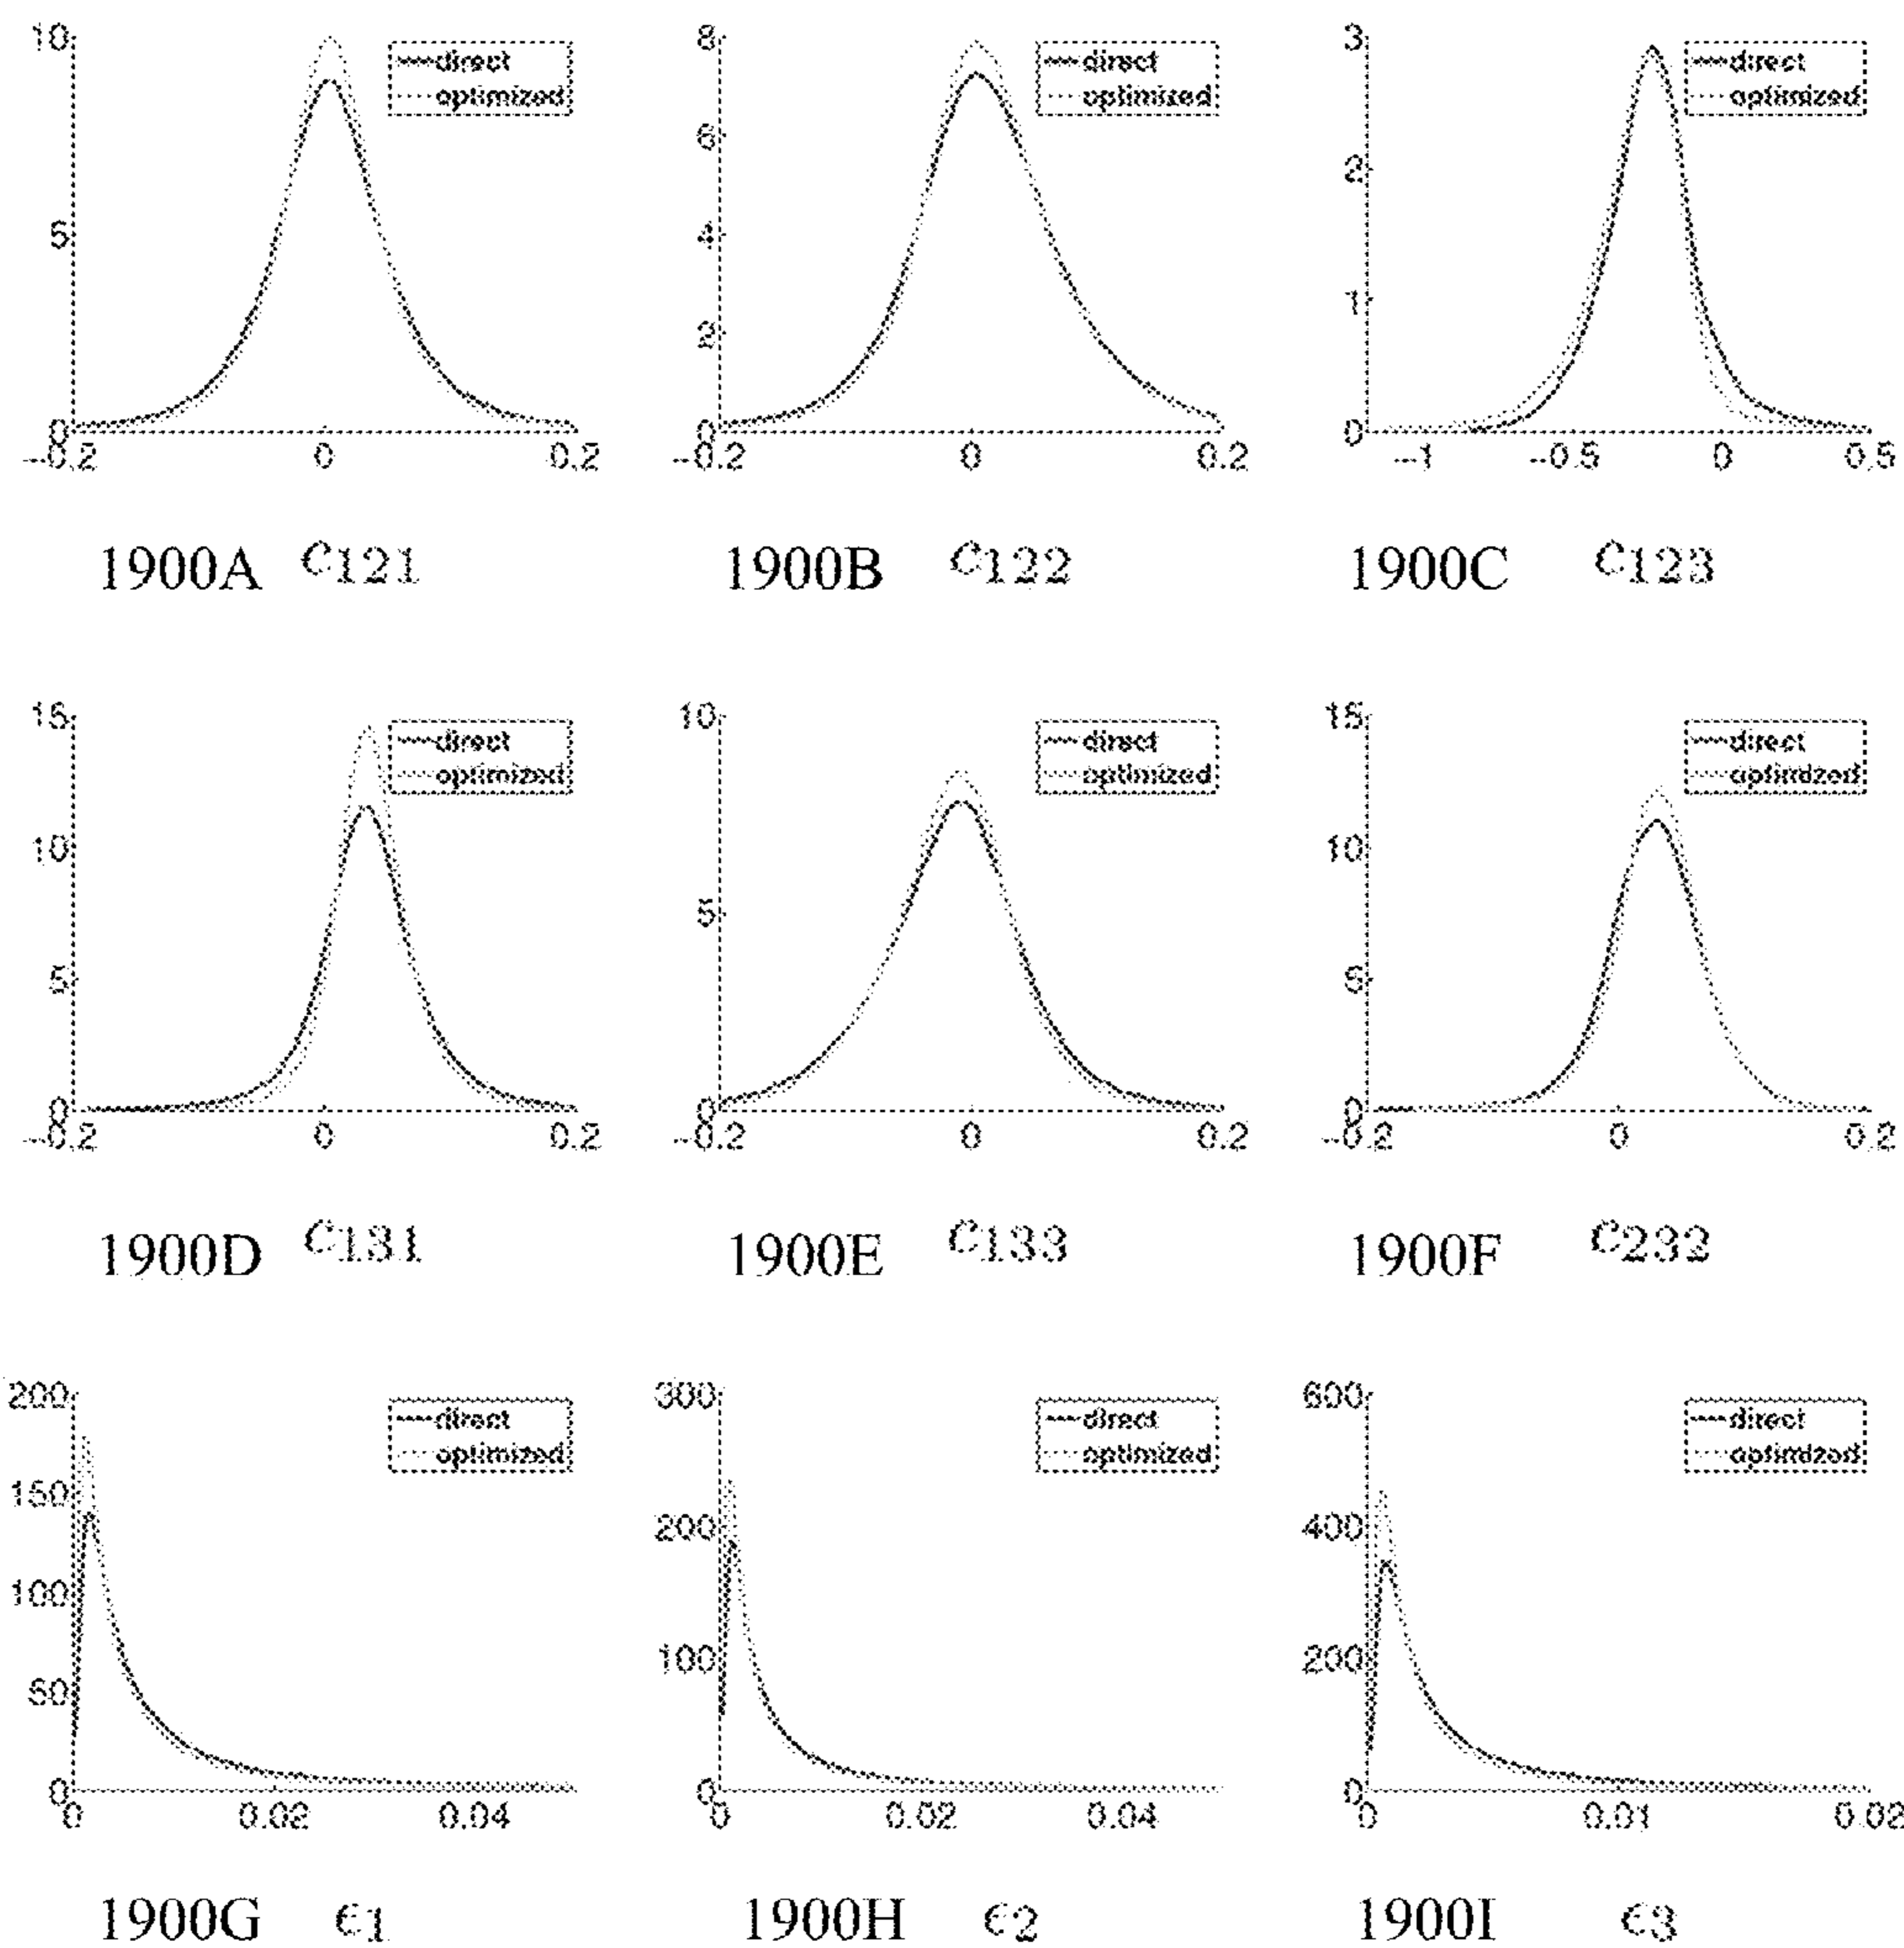 10 8 3
direct direct direct
optimized optimized optimized
6
2
5 4
1
2
0 0 0
-0.2 0 0.2 -0.2 0 0.2 -1 -0.5 0 0.5
1900A c121 1900B c122 1900C c123
15 10 15
direct direct direct
optimized optimized optimized
10 10
5
5 5
0 0 0
-0.2 0 0.2 -0.2 0 0.2 -0.2 0 0.2
1900D c131 1900E c133 1900F c232
200 300 600
direct direct direct
optimized optimized optimized
150
200 400
100
100 200
50
0 0 0
0 0.02 0.04 0 0.02 0.04 0 0.01 0.02
1900G ϵ1 1900H ϵ2 1900I ϵ3